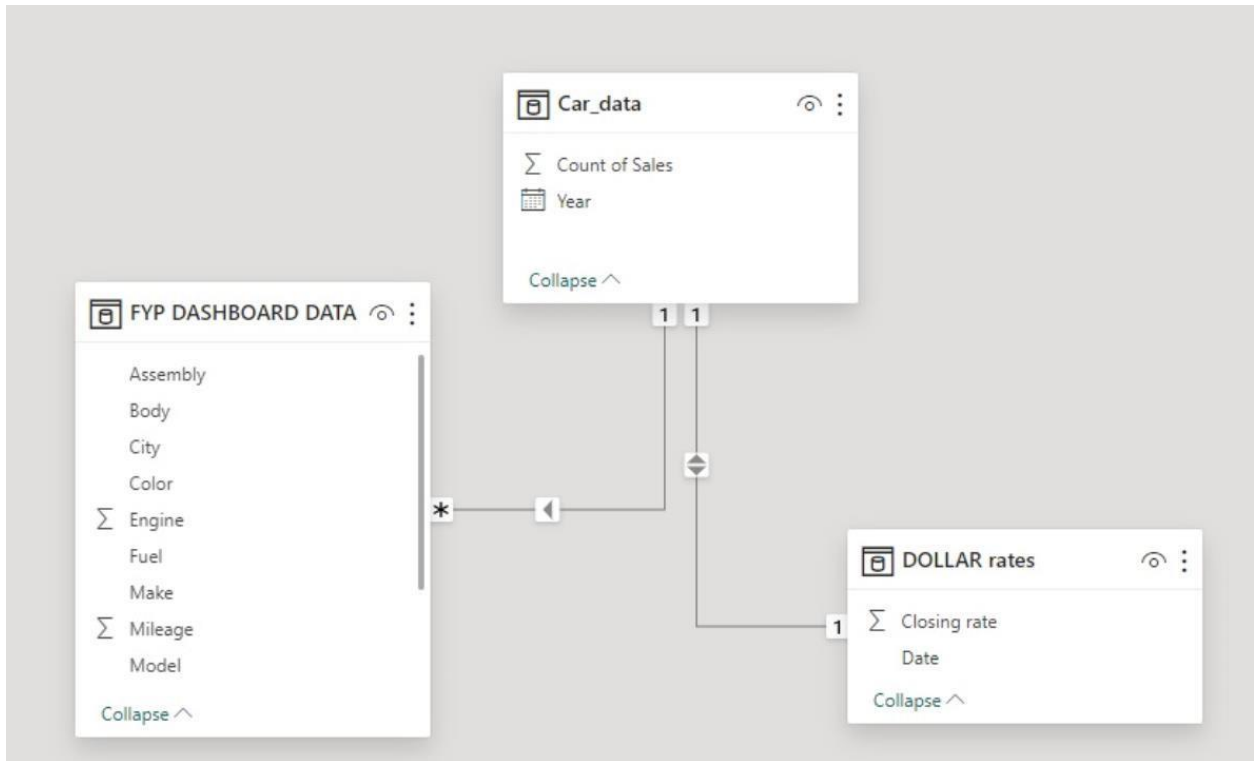 Car_data
Σ Count of Sales
Year
Collapse
FYP DASHBOARD DATA
Assembly
Body
City
Color
Σ Engine
Fuel
Make
Σ Mileage
Model
Collapse
1 1
*
1
DOLLAR rates
Σ Closing rate
Date
Collapse